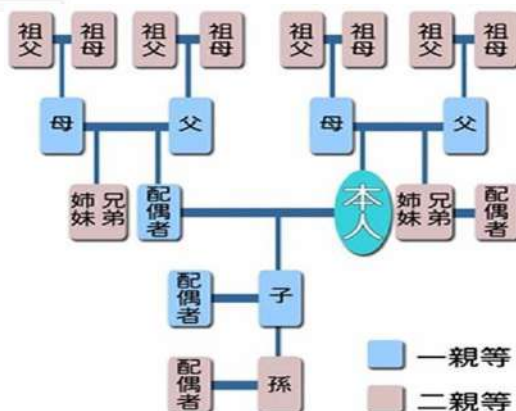 祖父 祖母 祖父 祖母 祖父 祖母 祖父 祖母
母 父 母 父
姊妹 兄弟 配偶者 本人 姊妹 兄弟 配偶者
配偶者 子
配偶者 孫
一親等
二親等